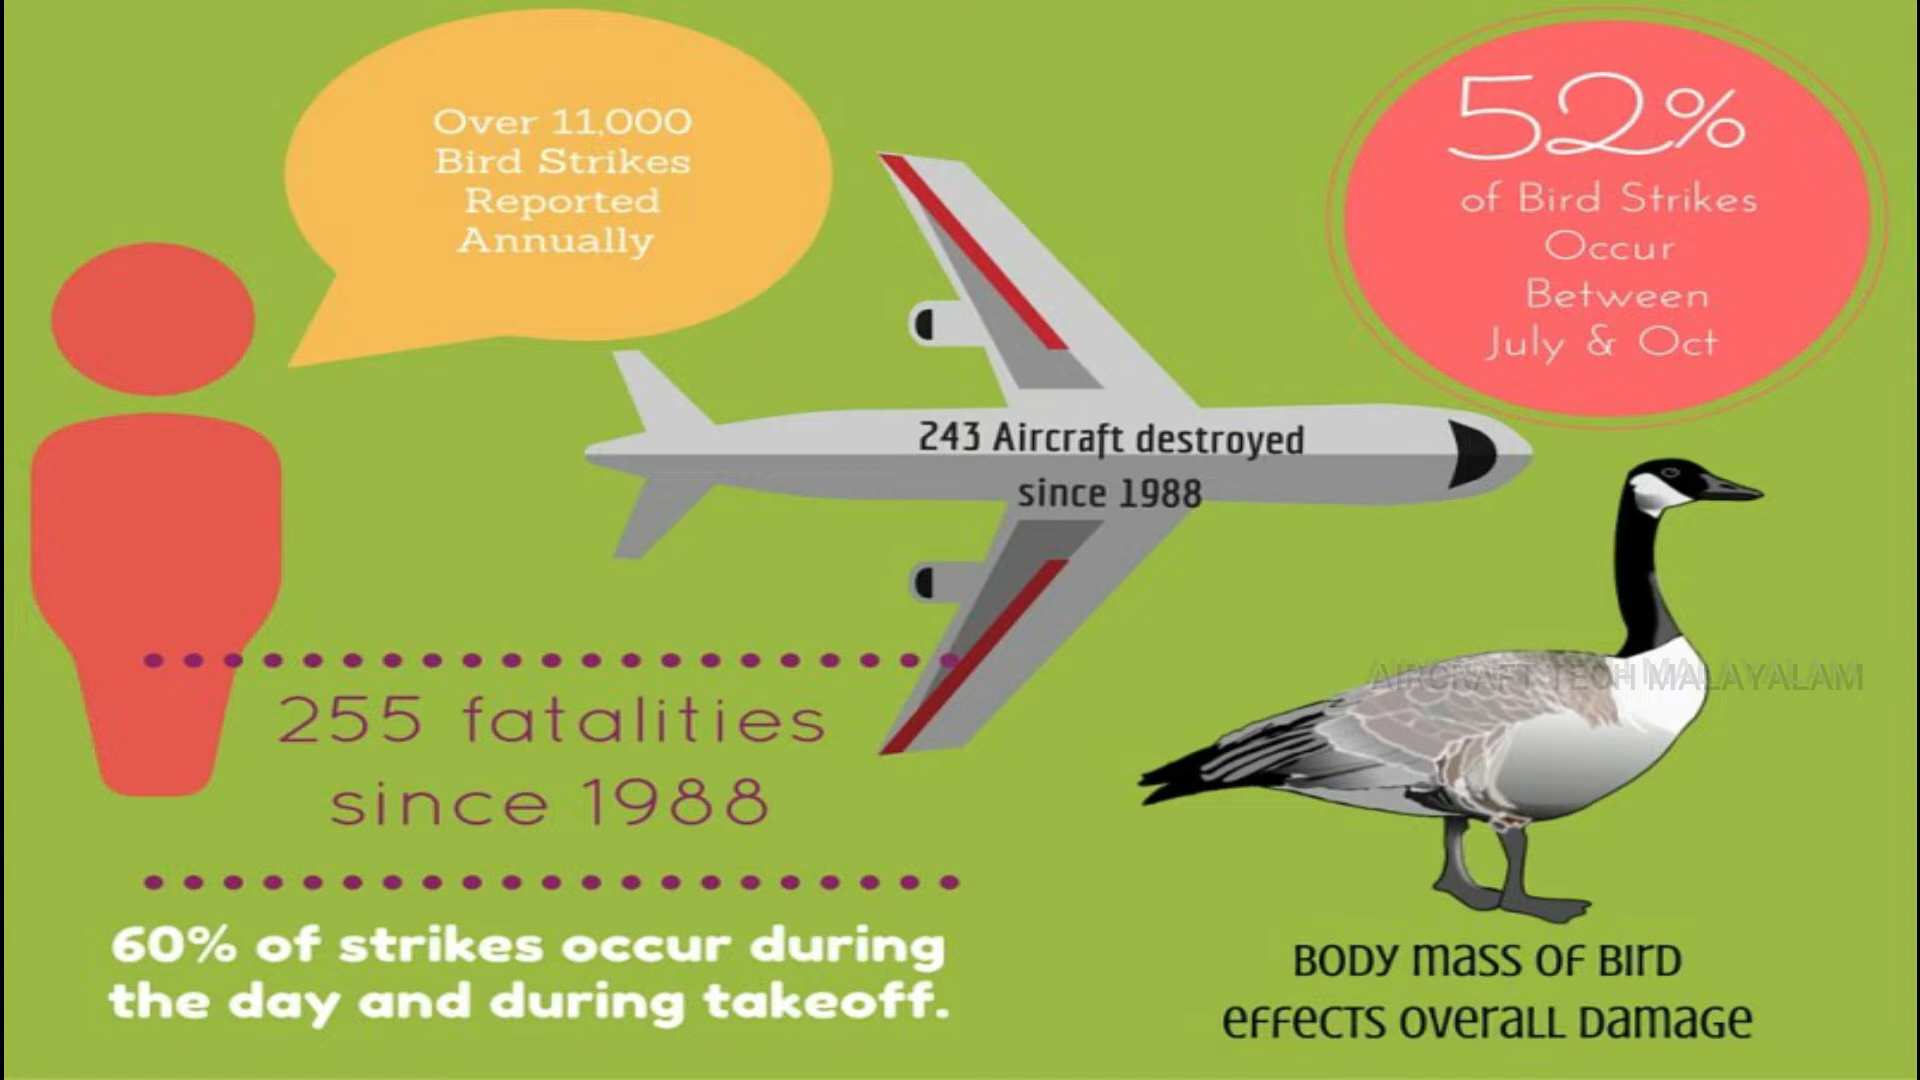 Over 11,000
Bird Strikes
Reported
Annually
52%
of Bird Strikes
Occur
Between
July & Oct
243 Aircraft destroyed
since 1988
AIRCRAFT TECH MALAYALAM
255 fatalities
since 1988
60% of strikes occur during
the day and during takeoff.
BODY mass OF BIRD
EFFECTS OVERALL DAMAGE